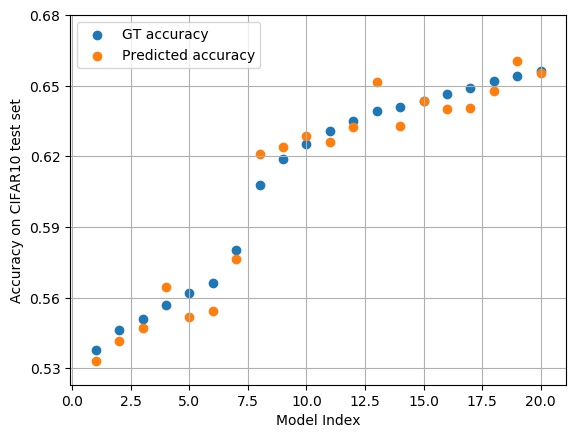 GT accuracy
Predicted accuracy
Accuracy on CIFAR10 test set
0.68
0.65
0.62
0.59
0.56
0.53
0.0 2.5 5.0 7.5 10.0 12.5 15.0 17.5 20.0
Model Index